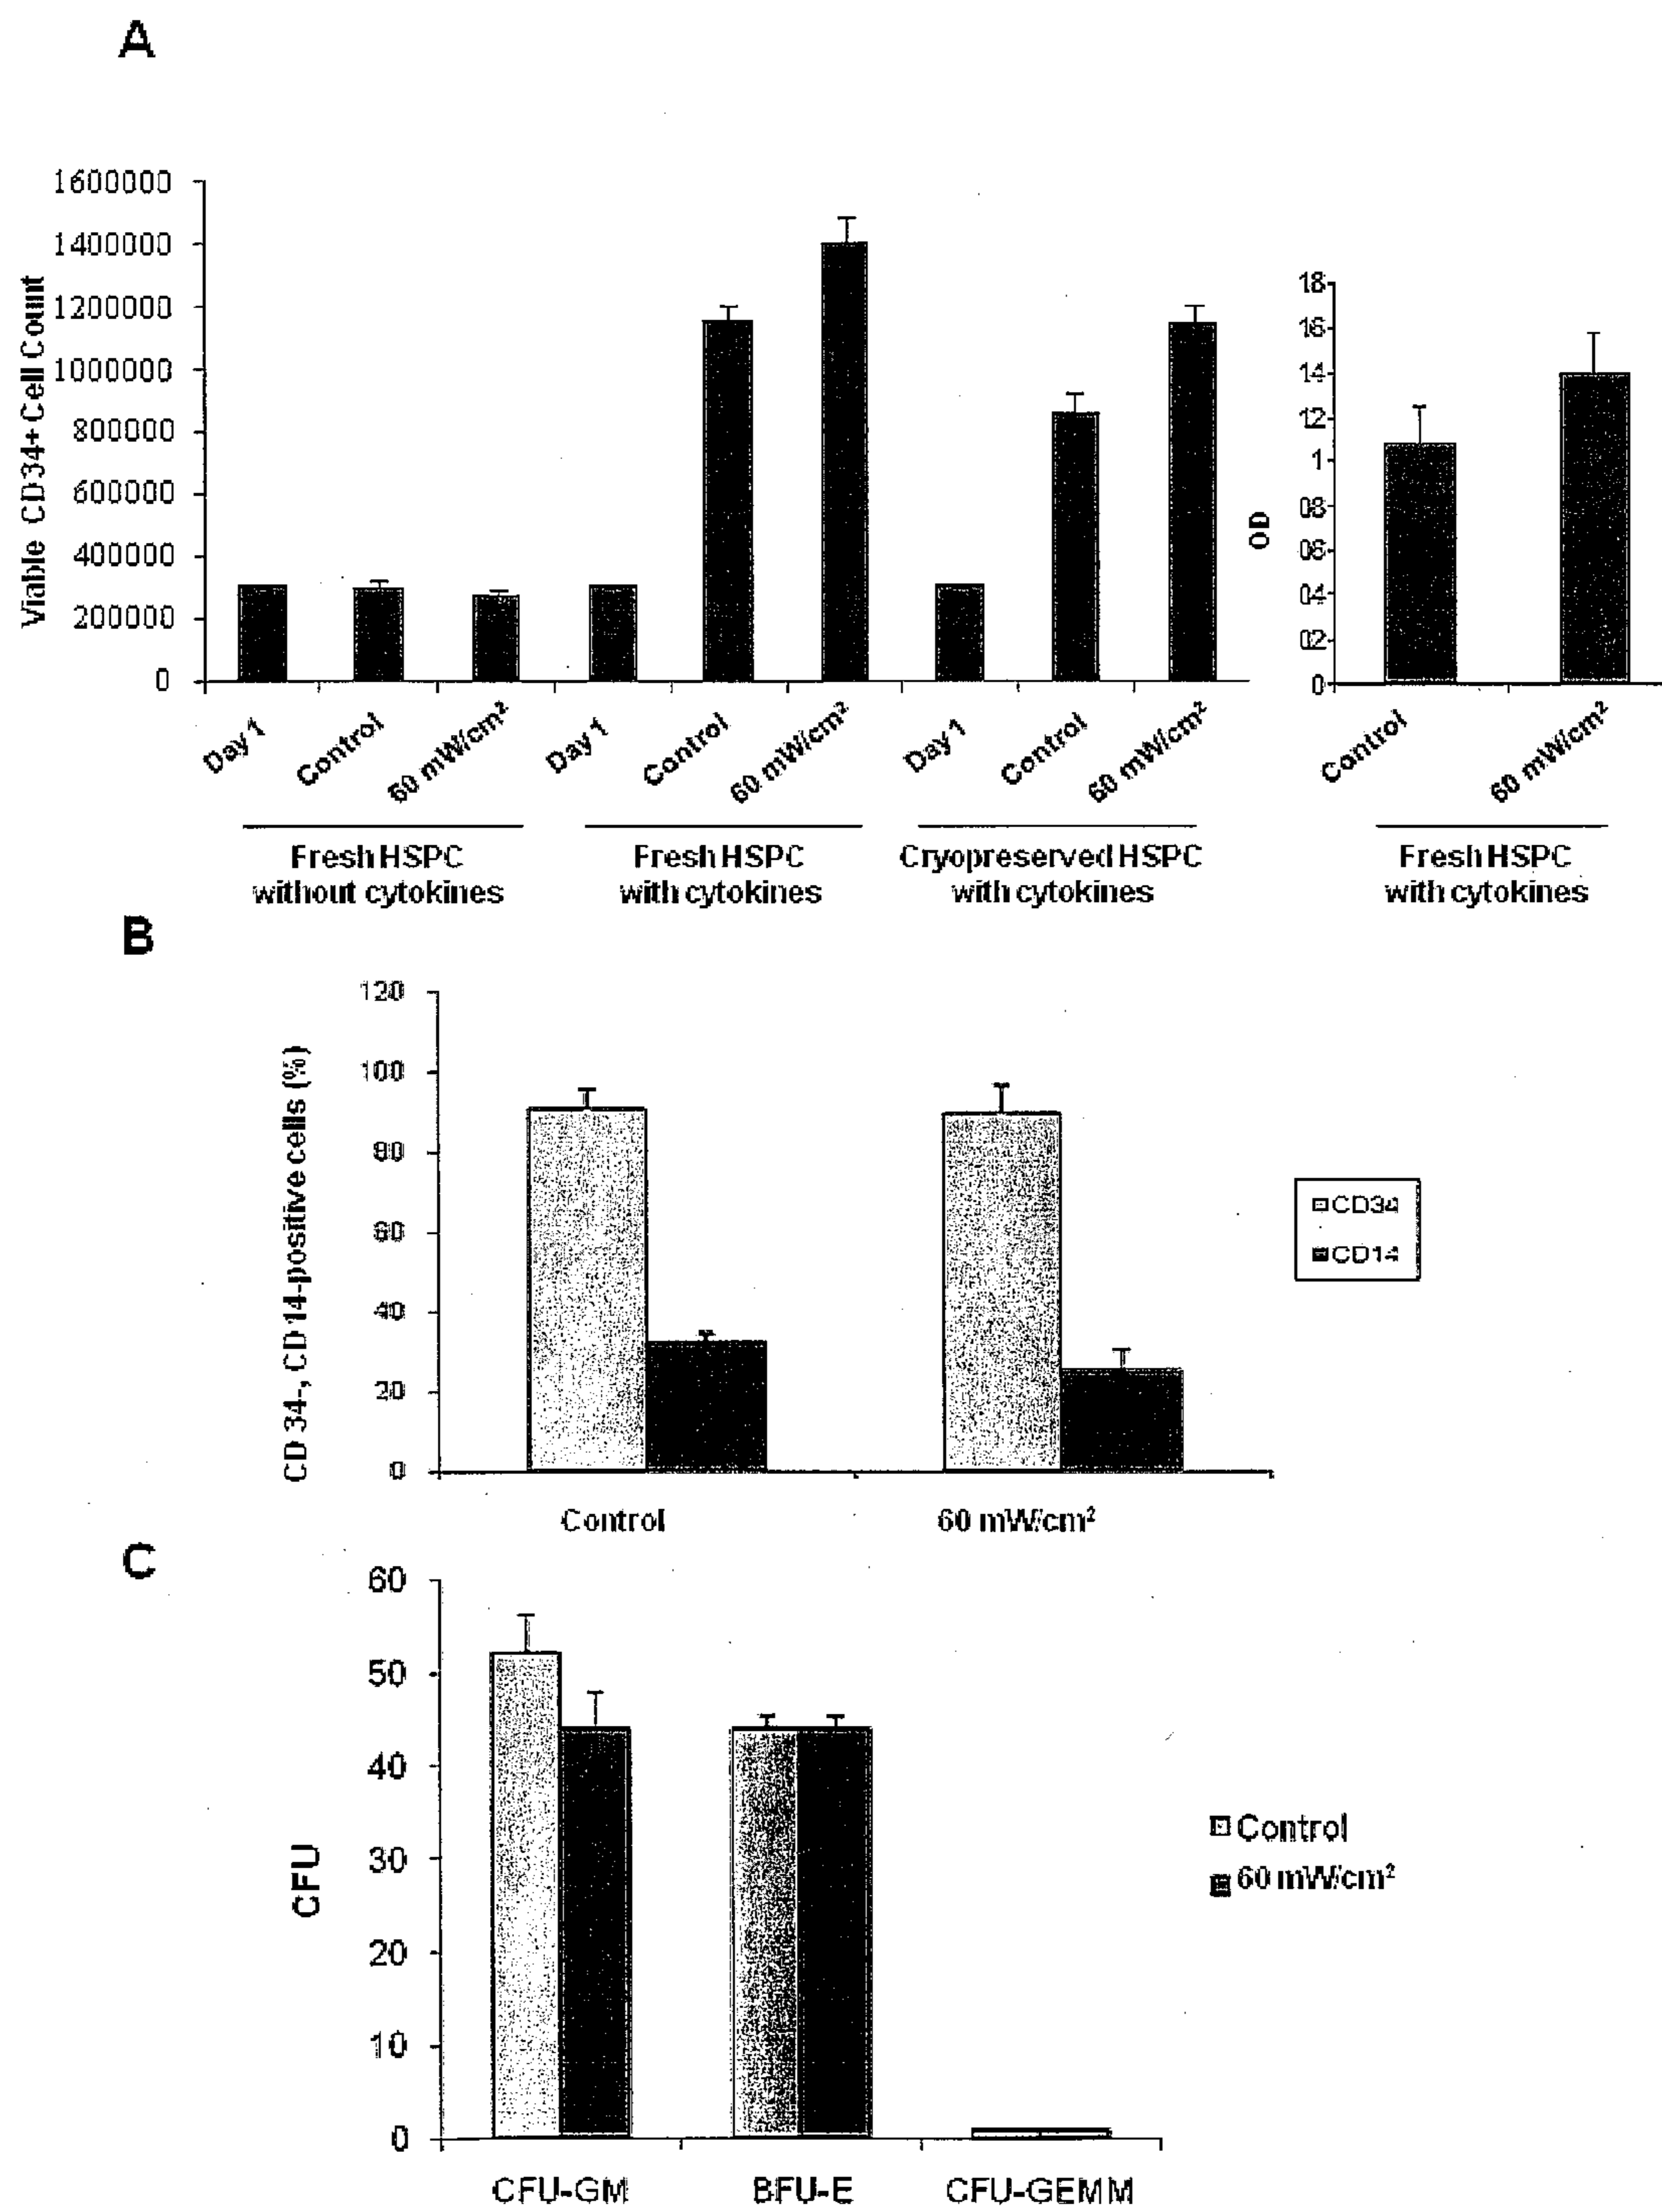 A
Viable CD34+ Cell Count
1600000
1400000
1200000
1000000
800000
600000
400000
200000
0
Day 1
Control
60 mW/cm²
Day 1
Control
60 mW/cm²
Day 1
Control
60 mW/cm²
Fresh HSPC
without cytokines
Fresh HSPC
with cytokines
Cryopreserved HSPC
with cytokines
OD
18
16
14
12
1
08
06
04
02
0
Control
60 mW/cm²
Fresh HSPC
with cytokines
B
CD 34-, CD 14-positive cells (%)
120
100
80
60
40
20
0
Control
60 mW/cm²
CD34
CD14
C
CFU
60
50
40
30
20
10
0
CFU-GM
BFU-E
CFU-GEMM
Control
60 mW/cm²